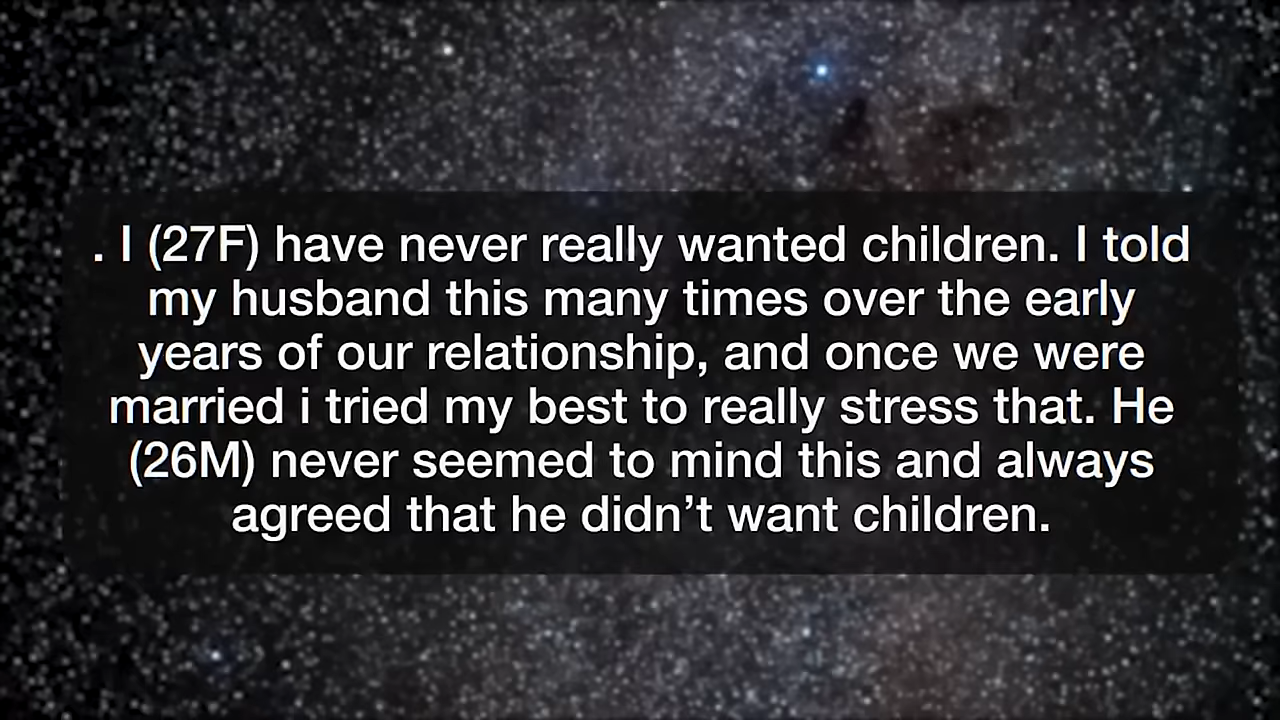 . I (27F) have never really wanted children. I told
my husband this many times over the early
years of our relationship, and once we were
married i tried my best to really stress that. He
(26M) never seemed to mind this and always
agreed that he didn’t want children.